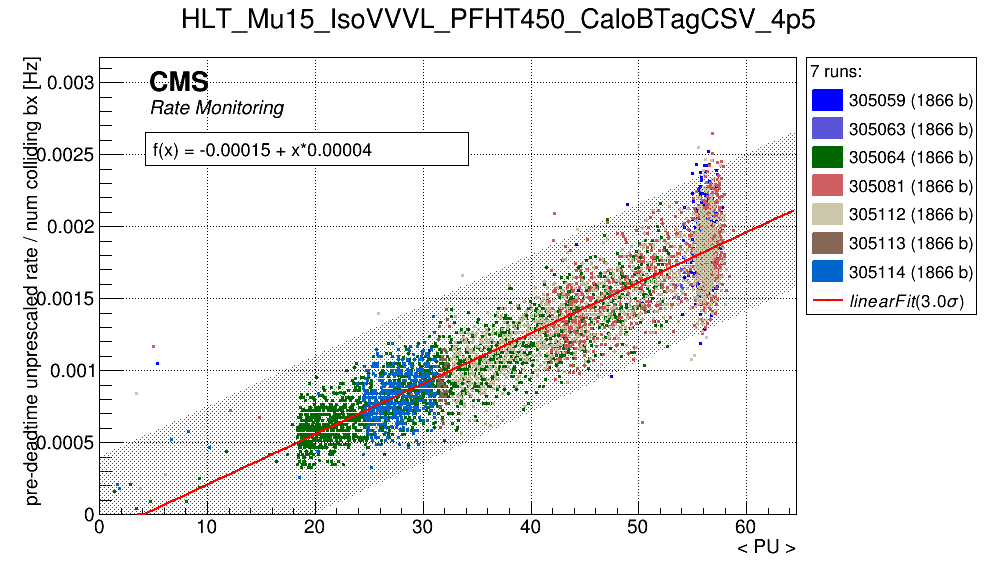 HLT_Mu15_IsoVVVL_PFHT450_CaloBTagCSV_4p5
pre-deadtime unprescaled rate / num colliding bx [Hz]
CMS
Rate Monitoring
f(x) = -0.00015 + x*0.00004
0.003
0.0025
0.002
0.0015
0.001
0.0005
0
0 10 20 30 40 50 60
< PU >
7 runs:
305059 (1866 b)
305063 (1866 b)
305064 (1866 b)
305081 (1866 b)
305112 (1866 b)
305113 (1866 b)
305114 (1866 b)
linearFit(3.0σ)